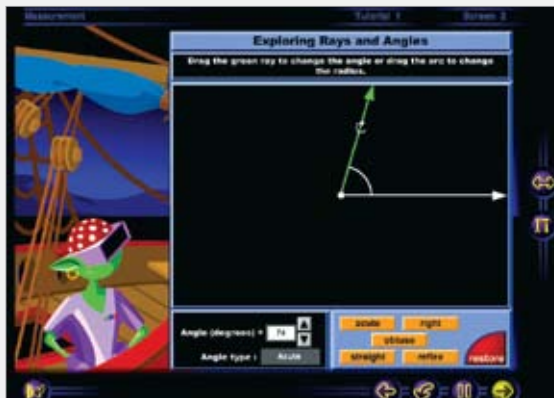 Measurement Tutorial 1 Screen 2
Exploring Rays and Angles
Drag the green ray to change the angle or drag the arc to change
the radius.
Angle (degrees) =
Angle type : Acute
acute right
obtuse
straight reflex
restore